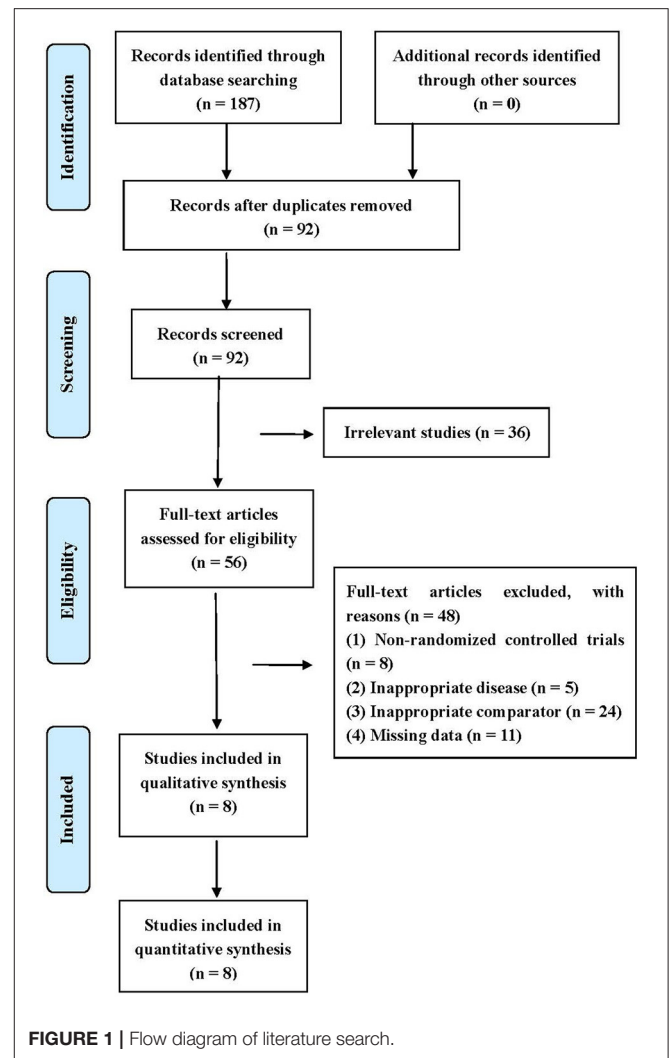 Identification
Records identified through
database searching
(n = 187)
Additional records identified
through other sources
(n = 0)
Records after duplicates removed
(n = 92)
Screening
Records screened
(n = 92)
Irrelevant studies (n = 36)
Eligibility
Full-text articles
assessed for eligibility
(n = 56)
Full-text articles excluded, with
reasons (n = 48)
(1) Non-randomized controlled trials
(n = 8)
(2) Inappropriate disease (n = 5)
(3) Inappropriate comparator (n = 24)
(4) Missing data (n = 11)
Included
Studies included in
qualitative synthesis
(n = 8)
Studies included in
quantitative synthesis
(n = 8)
FIGURE 1 | Flow diagram of literature search.